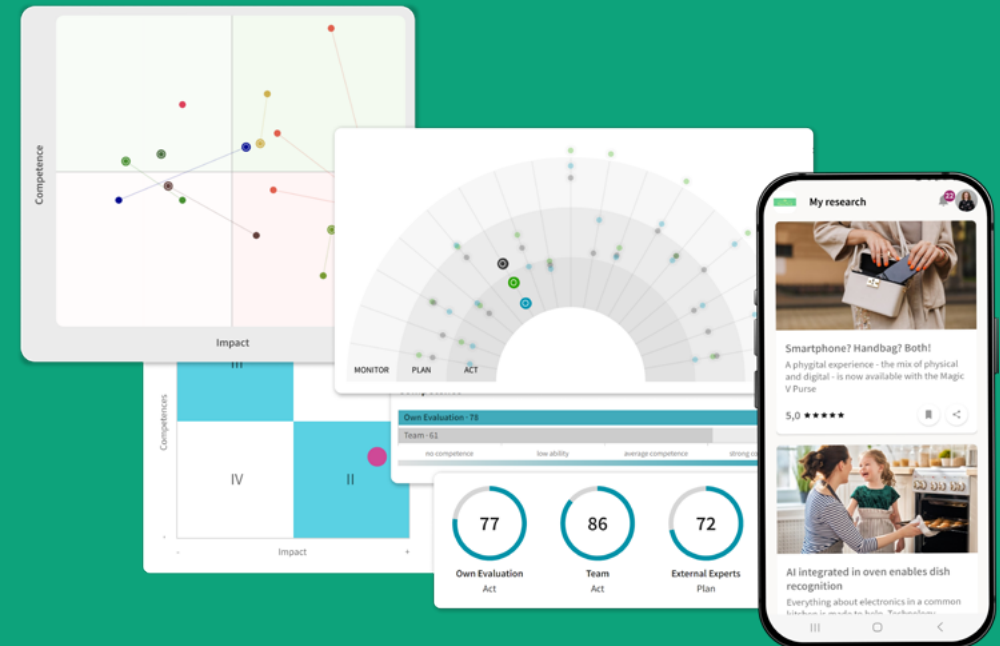 Competence
Impact
MONITOR
PLAN
ACT
III
Competences
IV
II
-
Impact
+
Own Evaluation · 78
Team · 61
no competence
low ability
average competence
77
86
72
Own Evaluation
Team
External Experts
Act
Act
Plan
My research
22
Smartphone? Handbag? Both!
A phygital experience - the mix of physical
and digital - is now available with the Magic
V Purse
5,0 ★★★★★
AI integrated in oven enables dish
recognition
Everything about electronics in a common